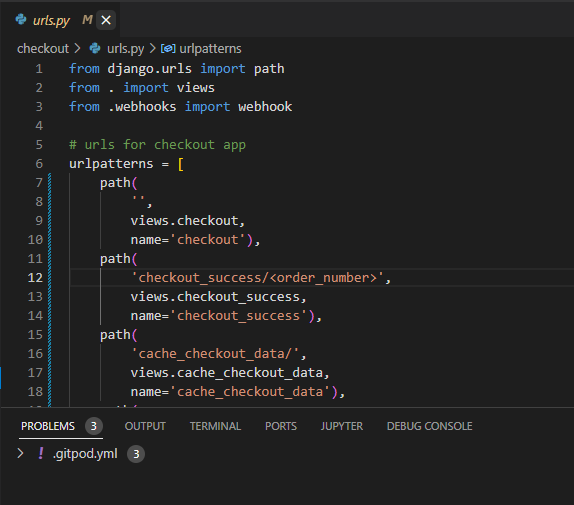 urls.py M
checkout > urls.py > urlpatterns
1 from django.urls import path
2 from . import views
3 from .webhooks import webhook
4
5 # urls for checkout app
6 urlpatterns = [
7 path(
8 '',
9 views.checkout,
10 name='checkout'),
11 path(
12 'checkout_success/<order_number>',
13 views.checkout_success,
14 name='checkout_success'),
15 path(
16 'cache_checkout_data/',
17 views.cache_checkout_data,
18 name='cache_checkout_data'),
PROBLEMS 3 OUTPUT TERMINAL PORTS JUPYTER DEBUG CONSOLE
> ! .gitpod.yml 3